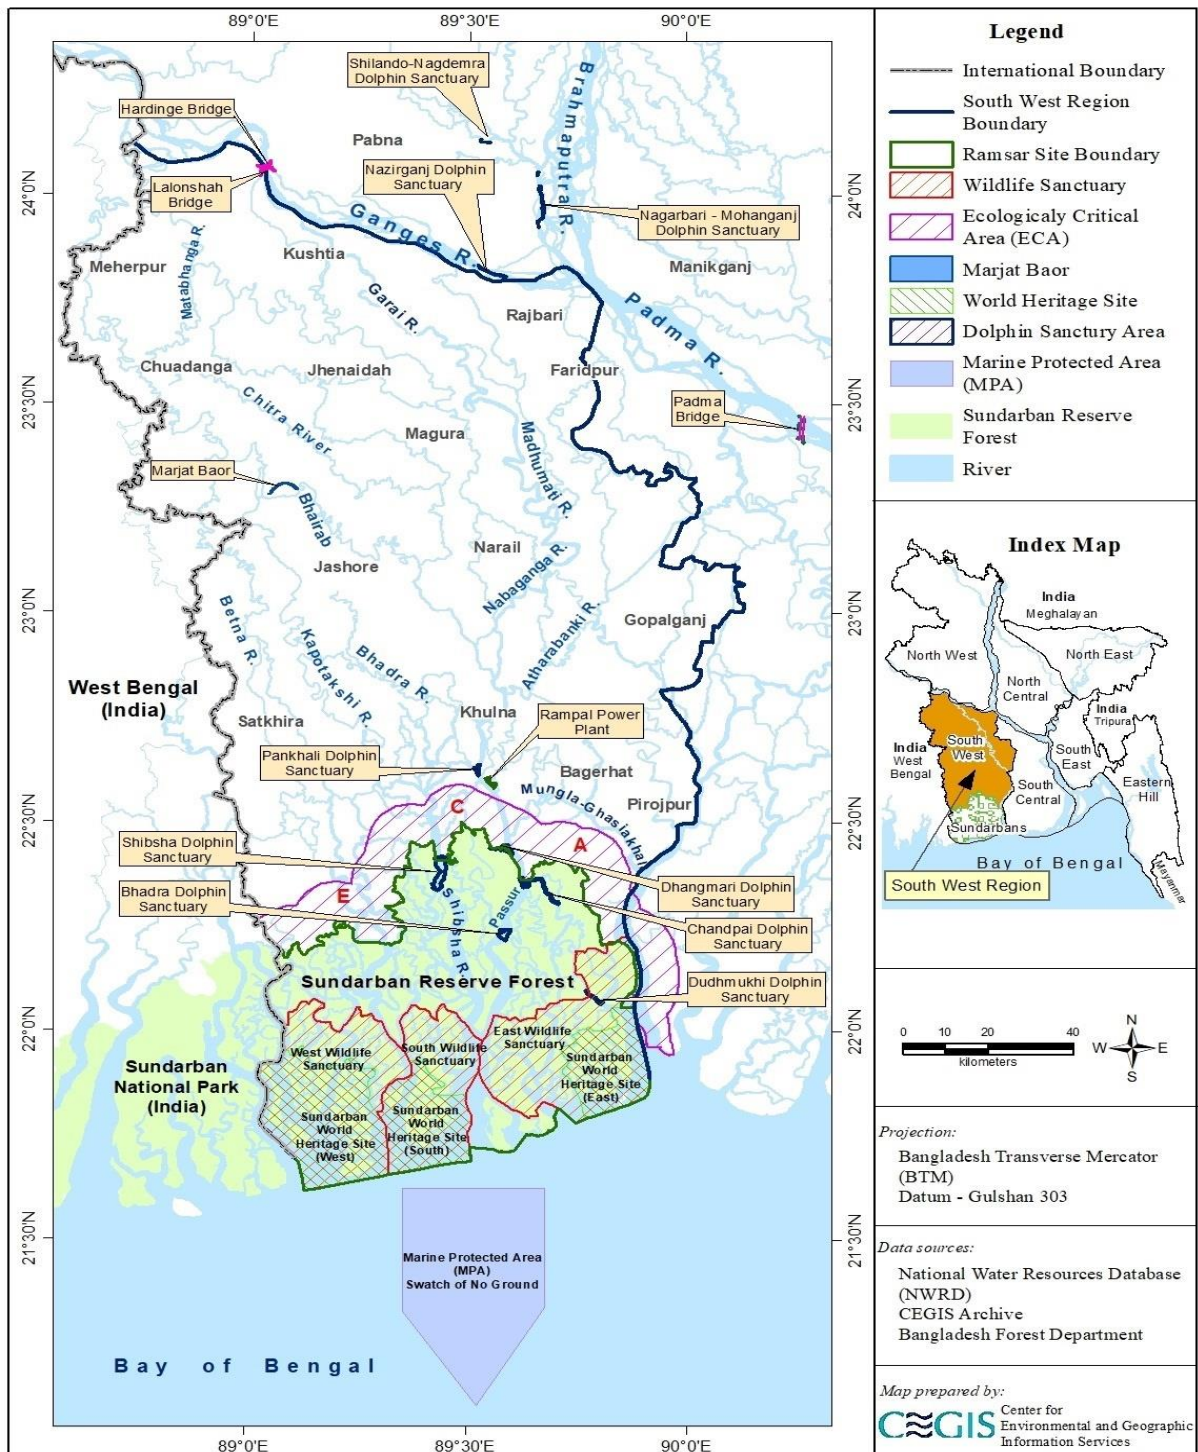 89°0'E
89°30'E
90°0'E
24°0'N
23°30'N
23°0'N
22°30'N
22°0'N
21°30'N
24°0'N
23°30'N
23°0'N
22°30'N
22°0'N
21°30'N
89°0'E
89°30'E
90°0'E
Shilando-Nagdemra
Dolphin Sanctuary
Brahmaputra R.
Hardinge Bridge
Pabna
Nazirganj Dolphin
Sanctuary
Lalonshah
Bridge
Nagarbari - Mohanganj
Dolphin Sanctuary
Ganges R.
Meherpur
Matabhanga R.
Kushtia
Manikganj
Garai R.
Rajbari
Padma R.
Chuadanga
Jhenaidah
Faridpur
Chitra River
Padma
Bridge
Magura
Madhumati R.
Marjat Baor
Bhairab
Narail
Jashore
Nabaganga R.
Betna R.
Gopalganj
Kapotakshi R.
Bhadra R.
Atharabanki R.
West Bengal
(India)
Satkhira
Khulna
Rampal Power
Plant
Pankhali Dolphin
Sanctuary
Bagerhat
Mungla-Ghasiakhali
Pirojpur
C
A
E
Shibsha Dolphin
Sanctuary
Bhadra Dolphin
Sanctuary
Shibsha R.
Passur
Dhangmari Dolphin
Sanctuary
Chandpai Dolphin
Sanctuary
Dudhmukhi Dolphin
Sanctuary
Sundarban Reserve Forest
West Wildlife
Sanctuary
South Wildlife
Sanctuary
East Wildlife
Sanctuary
Sundarban
World
Heritage Site
(East)
Sundarban
National Park
(India)
Sundarban
World
Heritage Site
(West)
Sundarban
World
Heritage Site
(South)
Marine Protected Area
(MPA)
Swatch of No Ground
Bay of Bengal
Legend
International Boundary
South West Region
Boundary
Ramsar Site Boundary
Wildlife Sanctuary
Ecologicaly Critical
Area (ECA)
Marjat Baor
World Heritage Site
Dolphin Sanctury Area
Marine Protected Area
(MPA)
Sundarban Reserve
Forest
River
Index Map
India
Meghalayan
North West
North East
North
Central
India
Tripura
India
West
Bengal
South
West
South
East
South
Central
Eastern
Hill
Sundarbans
Bay of Bengal
Mayanmar
South West Region
0 10 20 40
kilometers
N
W E
S
Projection:
Bangladesh Transverse Mercator
(BTM)
Datum - Gulshan 303
Data sources:
National Water Resources Database
(NWRD)
CEGIS Archive
Bangladesh Forest Department
Map prepared by:
CEGIS
Center for
Environmental and Geographic
Information Services